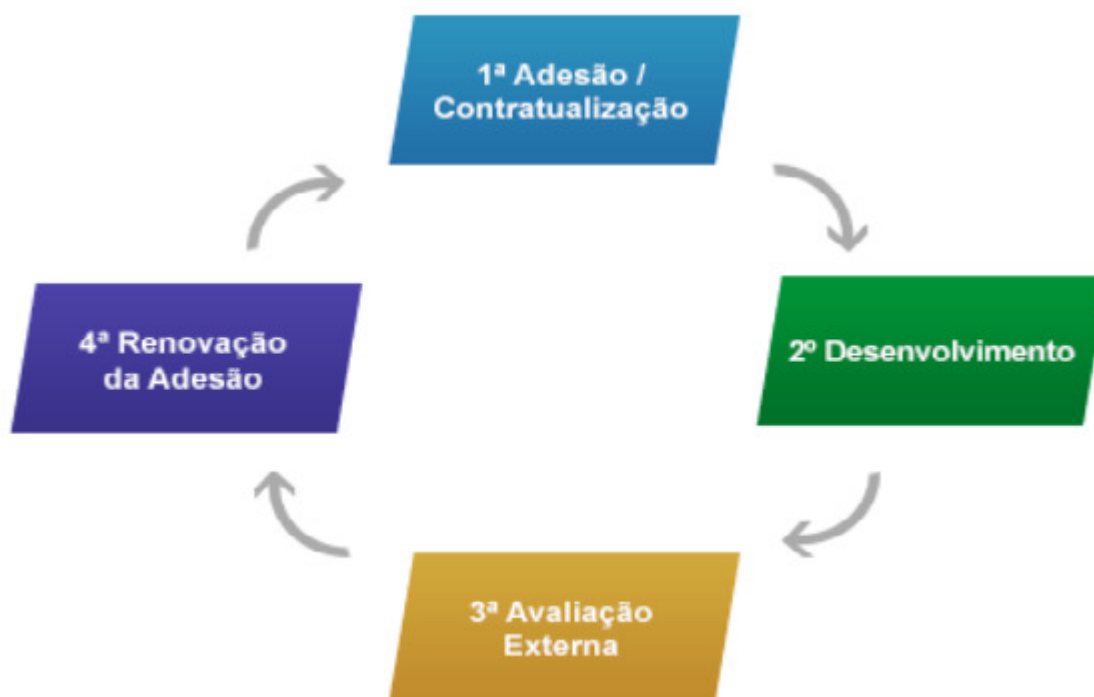 1ª Adesão /
Contratualização
2º Desenvolvimento
3ª Avaliação
Externa
4ª Renovação
da Adesão